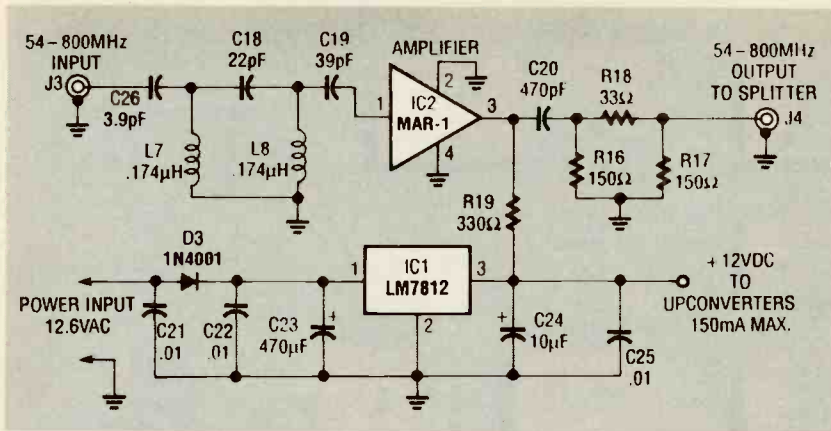 54–800MHz
INPUT
J3
C26
3.9pF
C18
22pF
C19
39pF
L7
.174µH
L8
.174µH
AMPLIFIER
1
IC2
MAR-1
2
3
4
C20
470pF
R18
33Ω
R16
150Ω
R17
150Ω
54–800MHz
OUTPUT
TO SPLITTER
J4
R19
330Ω
D3
1N4001
POWER INPUT
12.6VAC
C21
.01
C22
.01
C23
470µF
+
1
IC1
LM7812
3
2
+
C24
10µF
C25
.01
+12VDC
TO
UPCONVERTERS
150mA MAX.